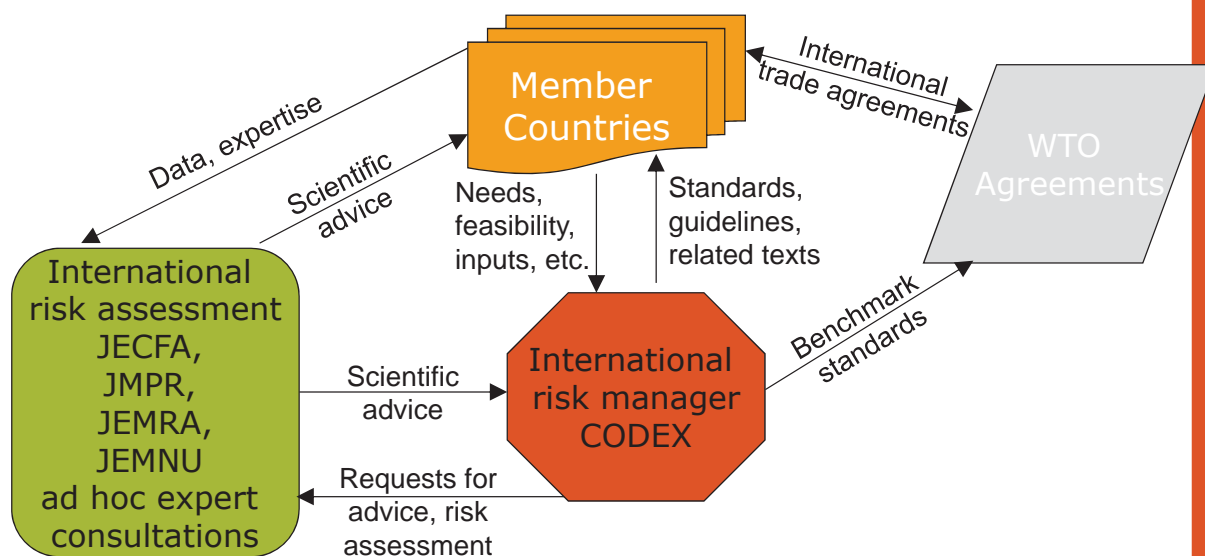 Member
Countries
International
trade agreements
WTO
Agreements
Data, expertise
Scientific
advice
Needs,
feasibility,
inputs, etc.
Standards,
guidelines,
related texts
International
risk assessment
JECFA,
JMPR,
JEMRA,
JEMNU
ad hoc expert
consultations
Scientific
advice
International
risk manager
CODEX
Benchmark
standards
Requests for
advice, risk
assessment